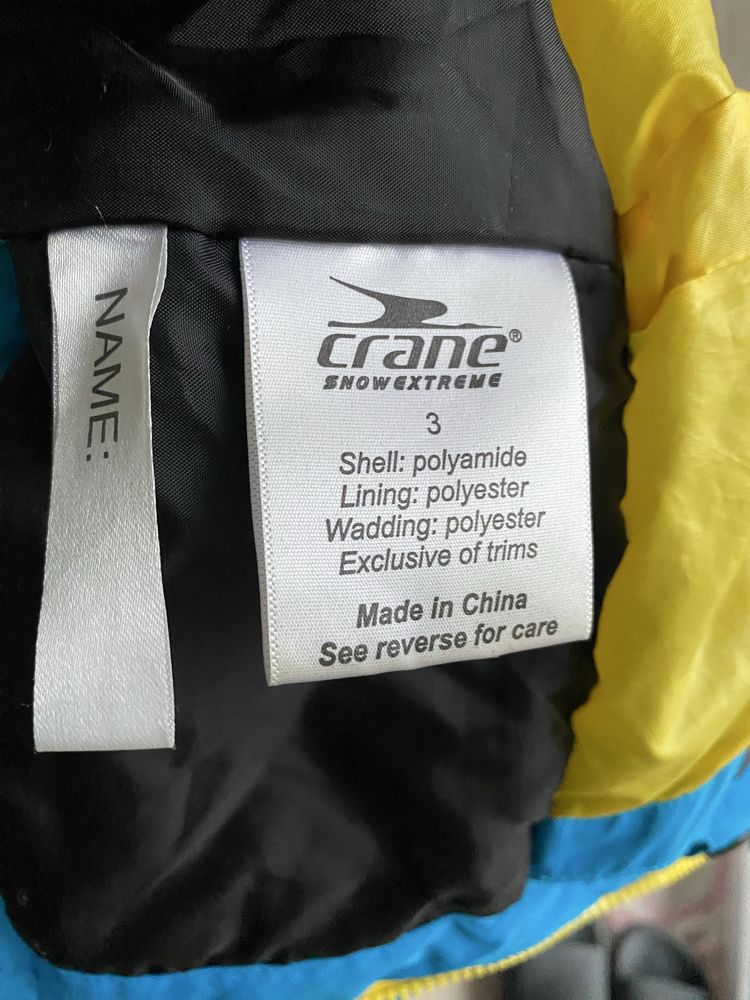 NAME:
crane®
SNOWEXTREME
3
Shell: polyamide
Lining: polyester
Wadding: polyester
Exclusive of trims
Made in China
See reverse for care